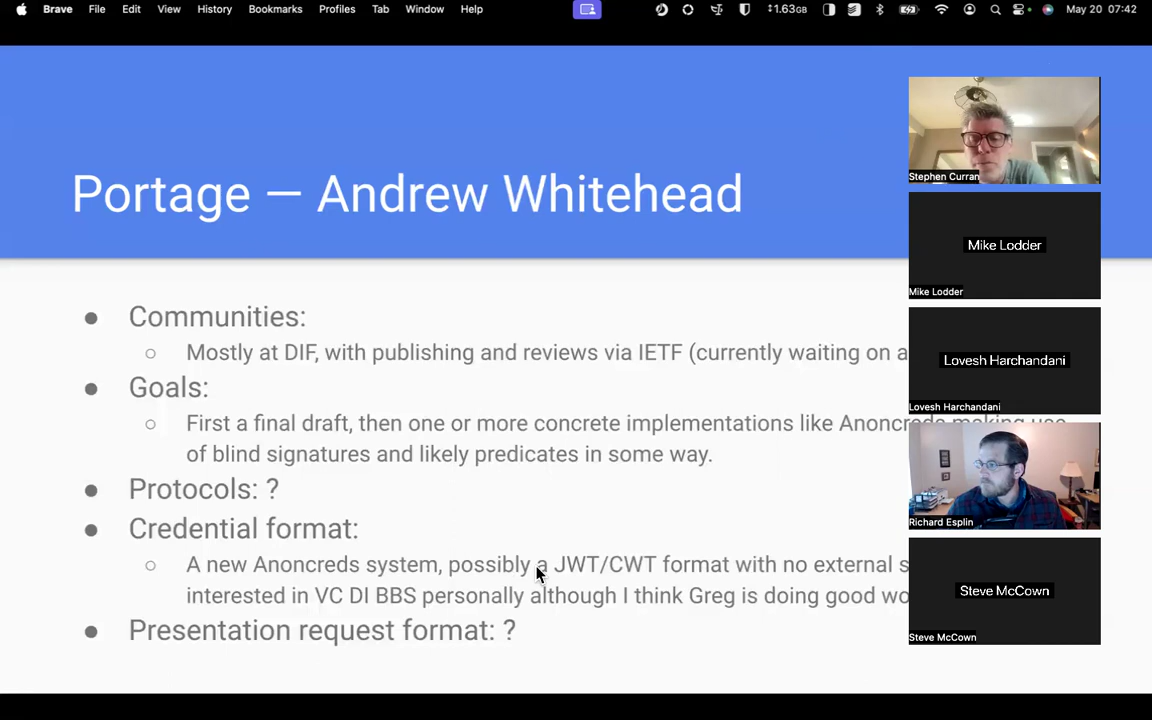 Brave File Edit View History Bookmarks Profiles Tab Window Help 1.63GB May 20 07:42
Portage — Andrew Whitehead
Communities:
Mostly at DIF, with publishing and reviews via IETF (currently waiting on a
Goals:
First a final draft, then one or more concrete implementations like Anoncreds making use
of blind signatures and likely predicates in some way.
Protocols: ?
Credential format:
A new Anoncreds system, possibly a JWT/CWT format with no external s
interested in VC DI BBS personally although I think Greg is doing good wo
Presentation request format: ?
Stephen Curran
Mike Lodder
Mike Lodder
Lovesh Harchandani
Lovesh Harchandani
Richard Esplin
Steve McCown
Steve McCown